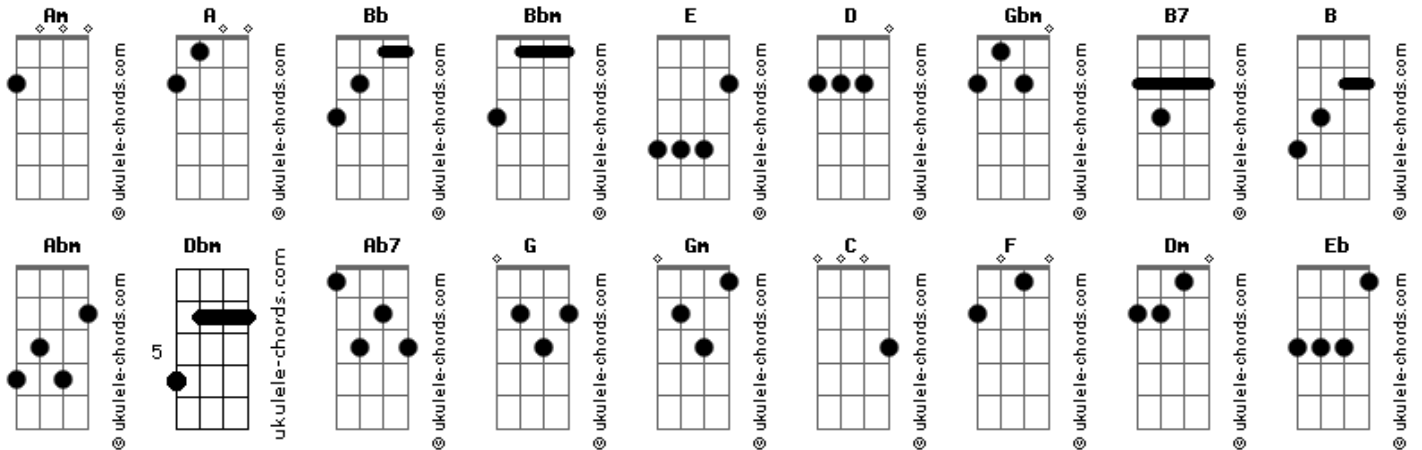 Am A Bb Bbm E D Gbm B7 B
© ukulele-chords.com © ukulele-chords.com © ukulele-chords.com © ukulele-chords.com © ukulele-chords.com © ukulele-chords.com © ukulele-chords.com © ukulele-chords.com © ukulele-chords.com
Abm Dbm Ab7 G Gm C F Dm Eb
5
© ukulele-chords.com ukulele-chords.com © ukulele-chords.com © ukulele-chords.com © ukulele-chords.com © ukulele-chords.com © ukulele-chords.com © ukulele-chords.com © ukulele-chords.com